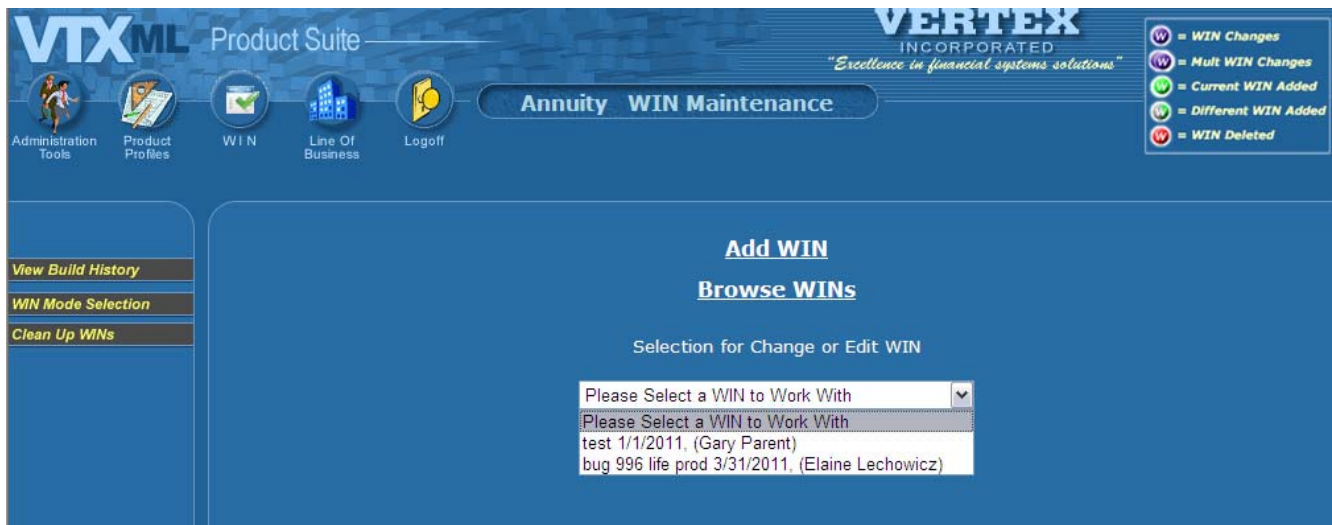 VTXML Product Suite
VERTEX
INCORPORATED
"Excellence in financial systems solutions"
W = WIN Changes
W = Mult WIN Changes
W = Current WIN Added
W = Different WIN Added
W = WIN Deleted
Annuity WIN Maintenance
Administration
Tools
Product
Profiles
WIN
Line Of
Business
Logoff
View Build History
WIN Mode Selection
Clean Up WINs
Add WIN
Browse WINs
Selection for Change or Edit WIN
Please Select a WIN to Work With
Please Select a WIN to Work With
test 1/1/2011, (Gary Parent)
bug 996 life prod 3/31/2011, (Elaine Lechowicz)